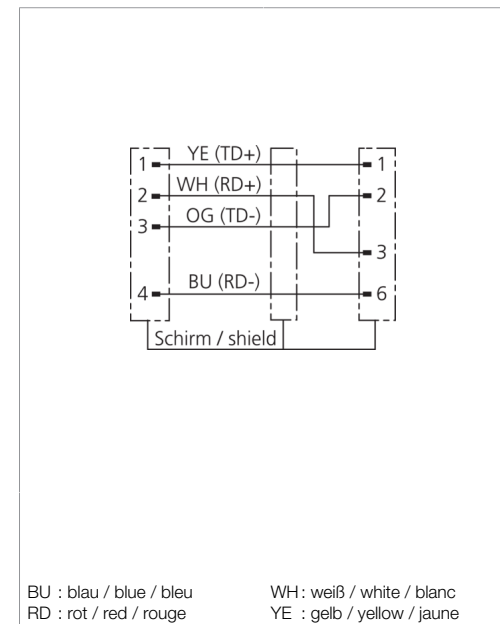 1 YE (TD+) 1
2 WH (RD+) 2
3 OG (TD-)
3
4 BU (RD-) 6
Schirm / shield
BU : blau / blue / bleu WH : weiß / white / blanc
RD : rot / red / rouge YE : gelb / yellow / jaune